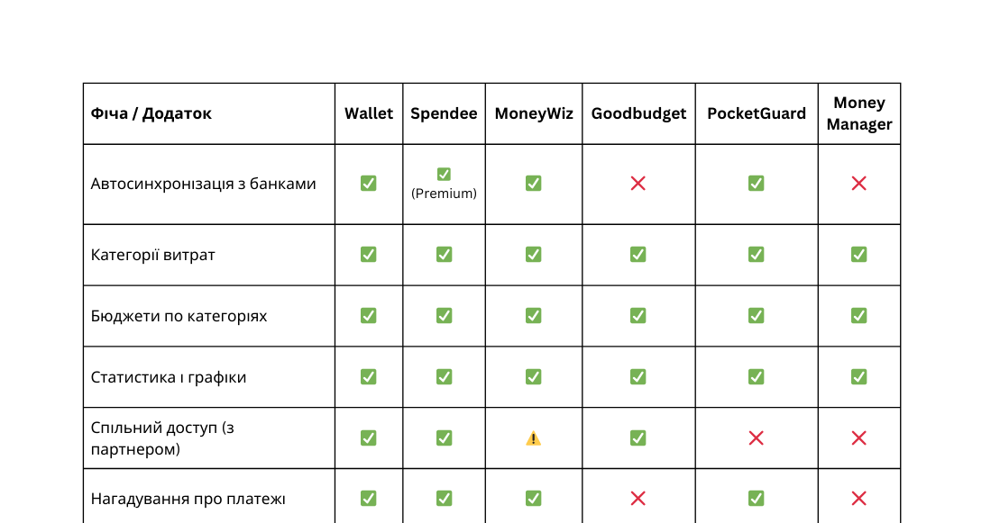 Фіча / Додаток Wallet Spendee MoneyWiz Goodbudget PocketGuard Money Manager
Автосинхронізація з банками ✅ ✅ (Premium) ✅ ❌ ✅ ❌
Категорії витрат ✅ ✅ ✅ ✅ ✅ ✅
Бюджети по категоріях ✅ ✅ ✅ ✅ ✅ ✅
Статистика і графіки ✅ ✅ ✅ ✅ ✅ ✅
Спільний доступ (з
партнером) ✅ ✅ ⚠️ ✅ ❌ ❌
Нагадування про платежі ✅ ✅ ✅ ❌ ✅ ❌